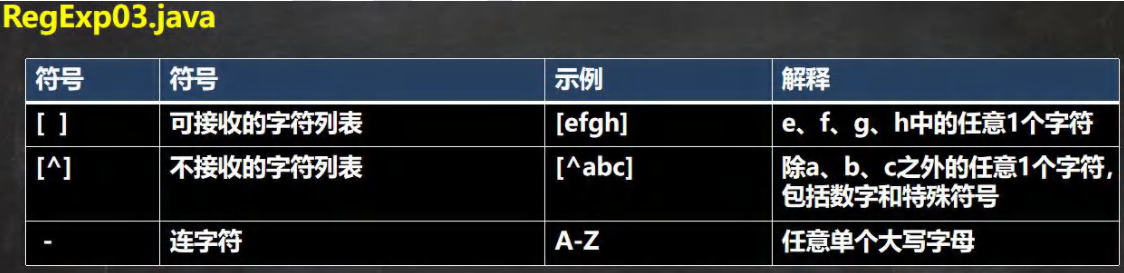 RegExp03.java
符号 符号 示例 解释
[ ] 可接收的字符列表 [efgh] e、f、g、h中的任意1个字符
[^] 不接收的字符列表 [^abc] 除a、b、c之外的任意1个字符,
包括数字和特殊符号
- 连字符 A-Z 任意单个大写字母